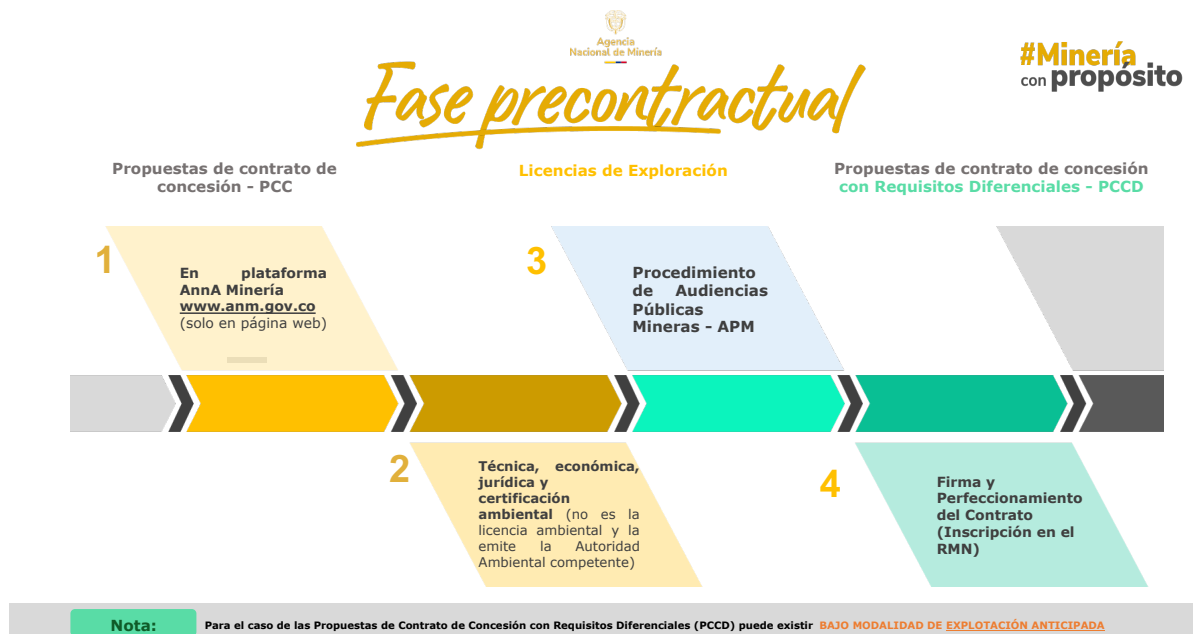 Agencia
Nacional de Minería
#Minería
con propósito
Fase precontractual
Propuestas de contrato de
concesión - PCC
Licencias de Exploración
Propuestas de contrato de concesión
con Requisitos Diferenciales - PCCD
1
En plataforma
AnnA Minería
www.anm.gov.co
(solo en página web)
3
Procedimiento
de Audiencias
Públicas
Mineras - APM
2
Técnica, económica,
jurídica y
certificación
ambiental (no es la
licencia ambiental y la
emite la Autoridad
Ambiental competente)
4
Firma y
Perfeccionamiento
del Contrato
(Inscripción en el
RMN)
Nota:
Para el caso de las Propuestas de Contrato de Concesión con Requisitos Diferenciales (PCCD) puede existir BAJO MODALIDAD DE EXPLOTACIÓN ANTICIPADA